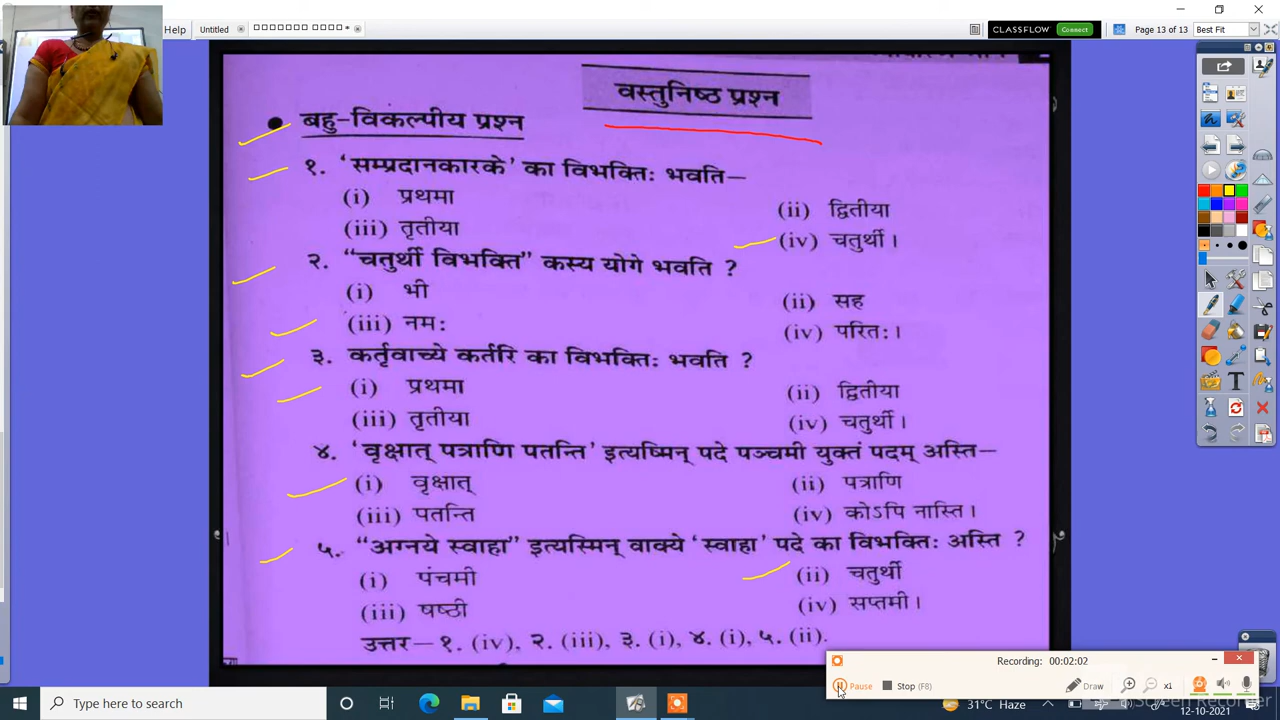 Help
Untitled
CLASSFLOW Connect
Page 13 of 13
Best Fit
वस्तुनिष्ठ प्रश्न
बहु-विकल्पीय प्रश्न
१. 'सम्प्रदानकारके' का विभक्तिः भवति–
(i) प्रथमा (ii) द्वितीया
(iii) तृतीया (iv) चतुर्थी।
२. "चतुर्थी विभक्ति" कस्य योगे भवति ?
(i) भी (ii) सह
(iii) नमः (iv) परितः।
३. कर्तृवाच्ये कर्तरि का विभक्तिः भवति ?
(i) प्रथमा (ii) द्वितीया
(iii) तृतीया (iv) चतुर्थी।
४. 'वृक्षात् पत्राणि पतन्ति' इत्यष्मिन् पदे पञ्चमी युक्तं पदम् अस्ति–
(i) वृक्षात् (ii) पत्राणि
(iii) पतन्ति (iv) कोऽपि नास्ति।
५. "अग्नये स्वाहा" इत्यस्मिन् वाक्ये 'स्वाहा' पदे का विभक्तिः अस्ति ?
(i) पंचमी (ii) चतुर्थी
(iii) षष्ठी (iv) सप्तमी।
उत्तर– १. (iv), २. (iii), ३. (i), ४. (i), ५. (ii).
Recording: 00:02:02
Pause Stop (F8) Draw x1
Screencast-O-Matic Recorder
Type here to search
31°C Haze
12-10-2021